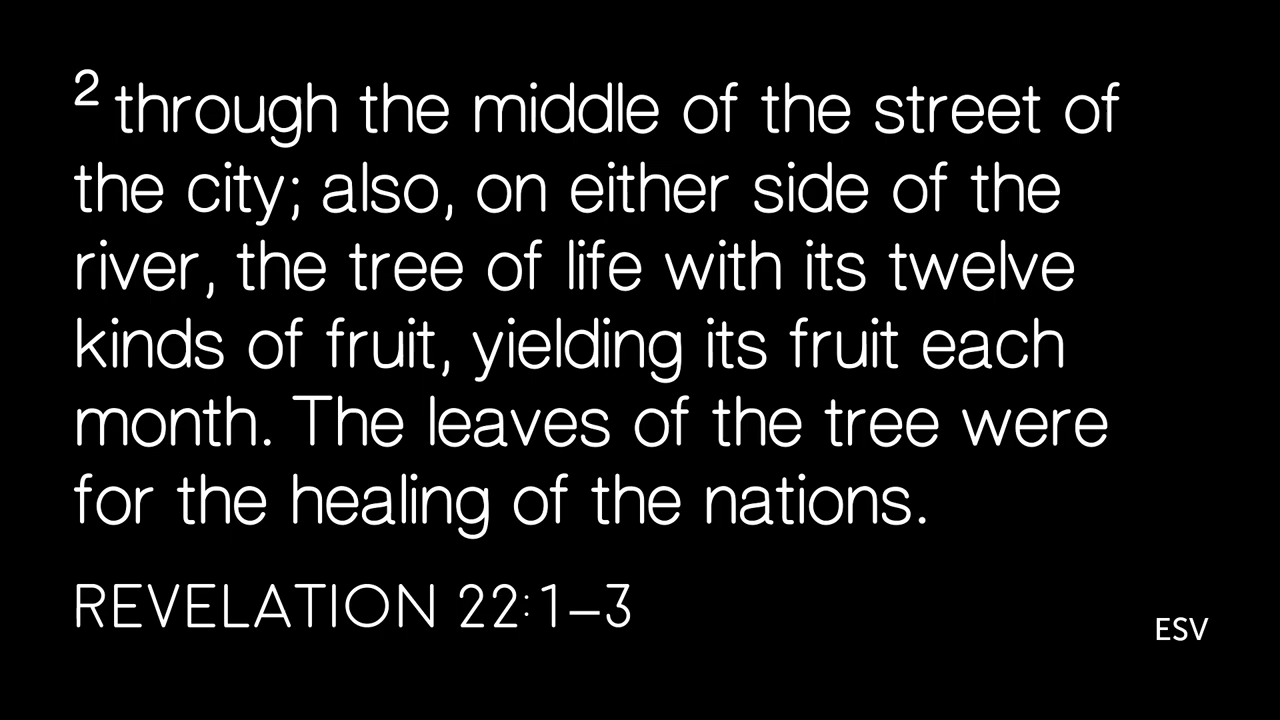 2 through the middle of the street of
the city; also, on either side of the
river, the tree of life with its twelve
kinds of fruit, yielding its fruit each
month. The leaves of the tree were
for the healing of the nations.
REVELATION 22:1–3
ESV